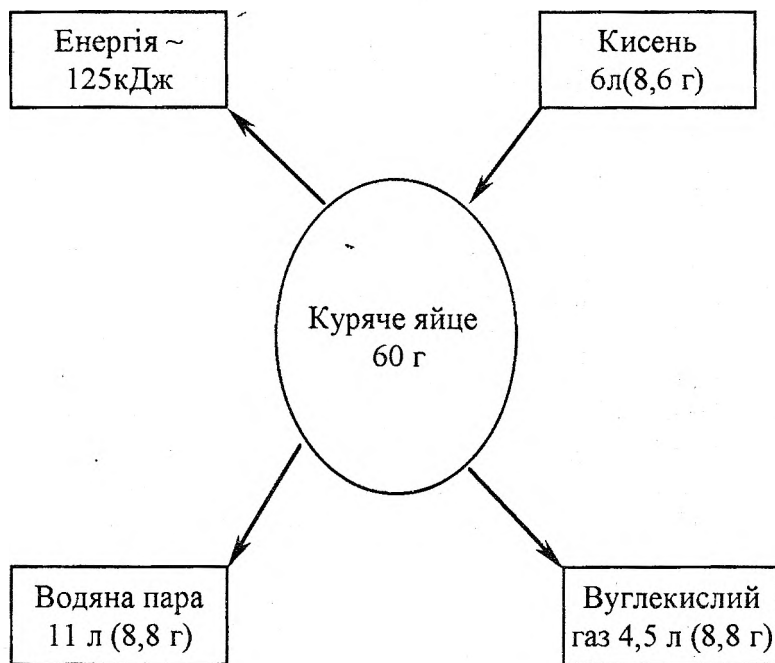 Енергія ~
125кДж
Кисень
6л(8,6 г)
Куряче яйце
60 г
Водяна пара
11 л (8,8 г)
Вуглекислий
газ 4,5 л (8,8 г)